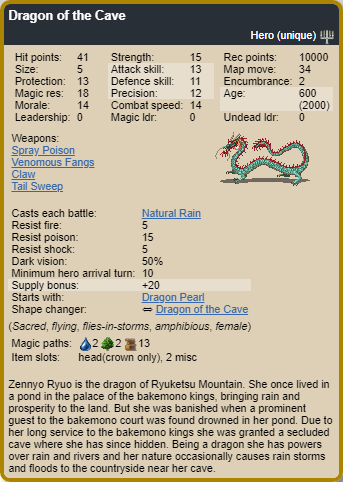 Dragon of the Cave
Hero (unique)
Hit points: 41 Strength: 15 Rec points: 10000
Size: 5 Attack skill: 13 Map move: 34
Protection: 13 Defence skill: 11 Encumbrance: 2
Magic res: 18 Precision: 12 Age: 600
Morale: 14 Combat speed: 14 (2000)
Leadership: 0 Magic ldr: 0 Undead ldr: 0
Weapons:
Spray Poison
Venomous Fangs
Claw
Tail Sweep
Casts each battle: Natural Rain
Resist fire: 5
Resist poison: 15
Resist shock: 5
Dark vision: 50%
Minimum hero arrival turn: 10
Supply bonus: +20
Starts with: Dragon Pearl
Shape changer: ⇔ Dragon of the Cave
(Sacred, flying, flies-in-storms, amphibious, female)
Magic paths: 2 2 13
Item slots: head(crown only), 2 misc
Zennyo Ryuo is the dragon of Ryuketsu Mountain. She once lived
in a pond in the palace of the bakemono kings, bringing rain and
prosperity to the land. But she was banished when a prominent
guest to the bakemono court was found drowned in her pond. Due to
her long service to the bakemono kings she was granted a secluded
cave where she has since hidden. Being a dragon she has powers
over rain and rivers and her nature occasionally causes rain storms
and floods to the countryside near her cave.